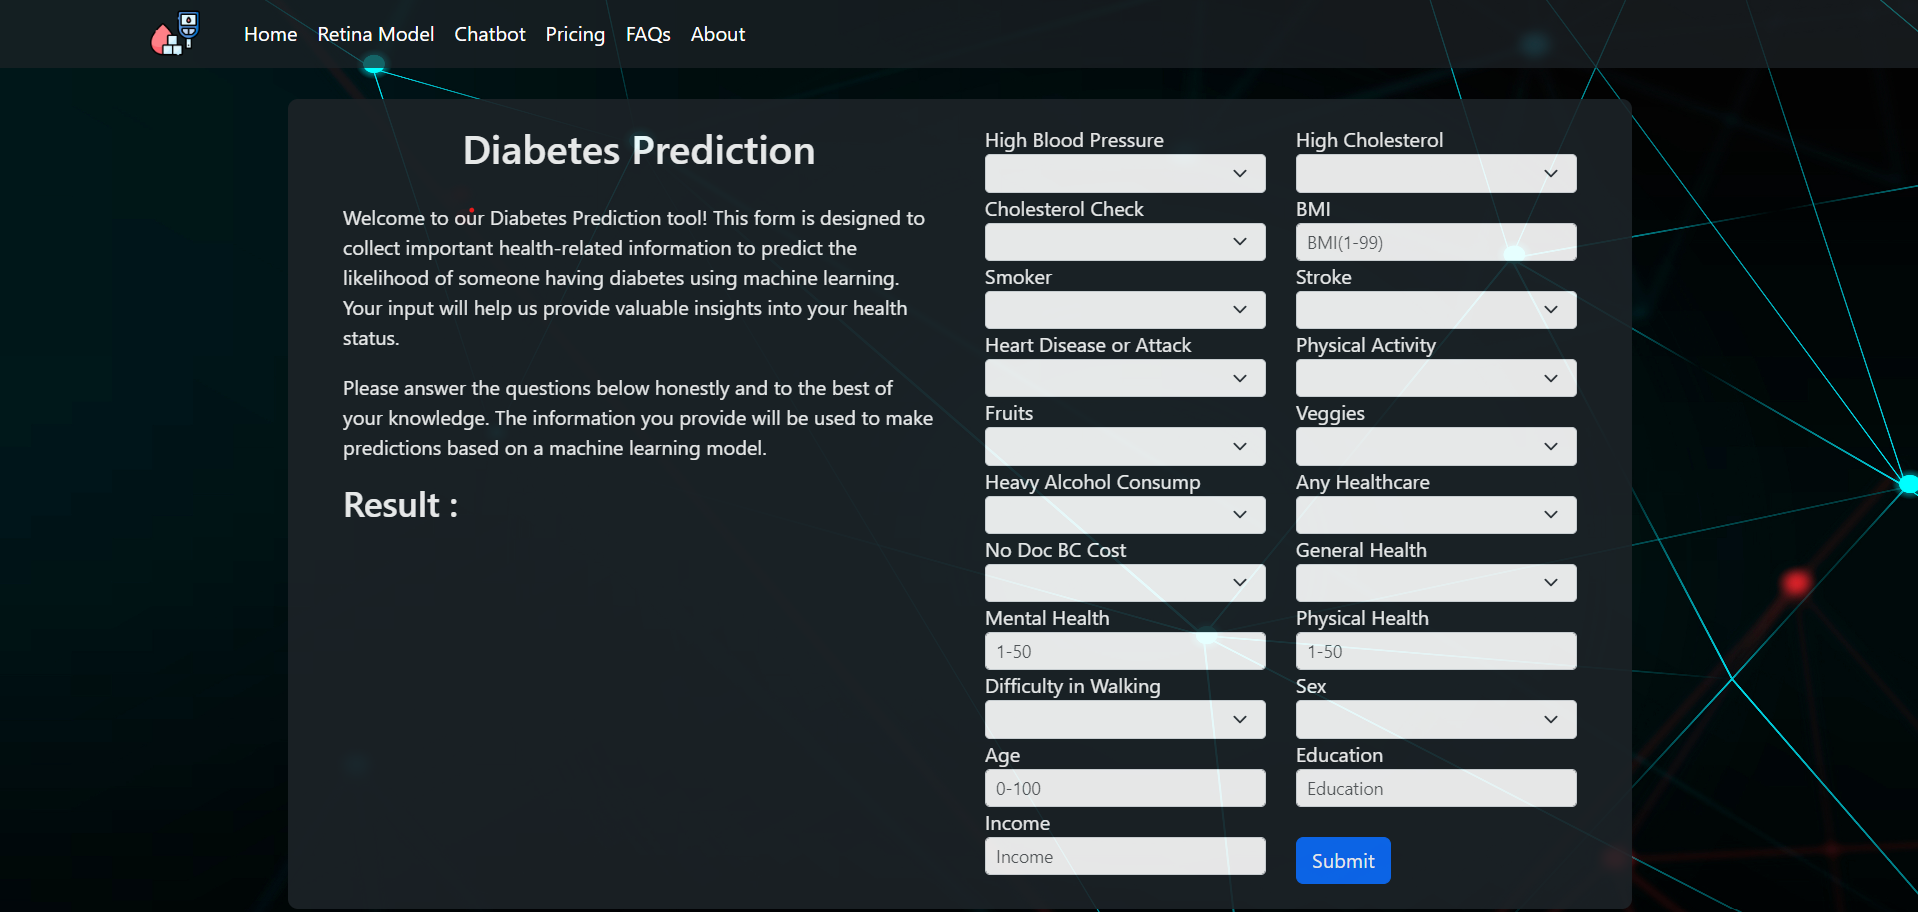 Home Retina Model Chatbot Pricing FAQs About
Diabetes Prediction
Welcome to our Diabetes Prediction tool! This form is designed to
collect important health-related information to predict the
likelihood of someone having diabetes using machine learning.
Your input will help us provide valuable insights into your health
status.
Please answer the questions below honestly and to the best of
your knowledge. The information you provide will be used to make
predictions based on a machine learning model.
Result :
High Blood Pressure High Cholesterol
Cholesterol Check BMI
BMI(1-99)
Smoker Stroke
Heart Disease or Attack Physical Activity
Fruits Veggies
Heavy Alcohol Consump Any Healthcare
No Doc BC Cost General Health
Mental Health Physical Health
1-50 1-50
Difficulty in Walking Sex
Age Education
0-100 Education
Income
Income Submit